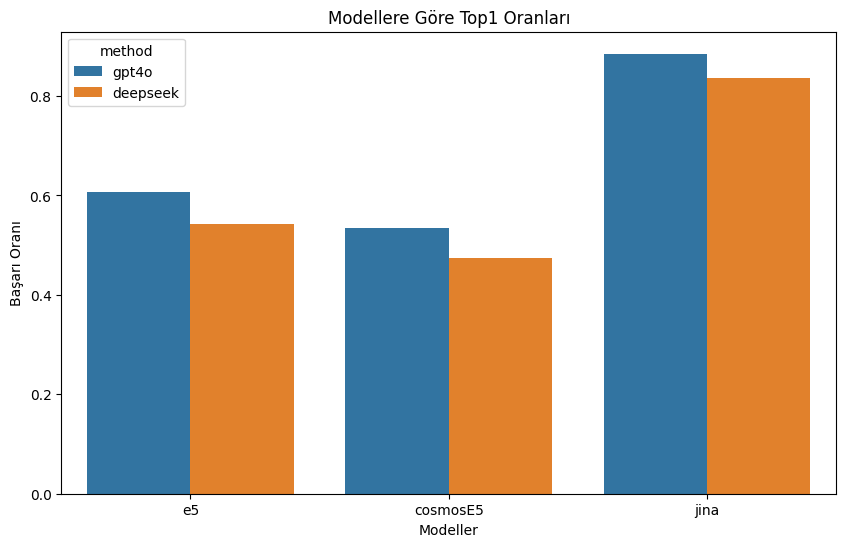 Modellere Göre Top1 Oranları
method
gpt4o
deepseek
Başarı Oranı
0.8
0.6
0.4
0.2
0.0
e5
cosmosE5
jina
Modeller